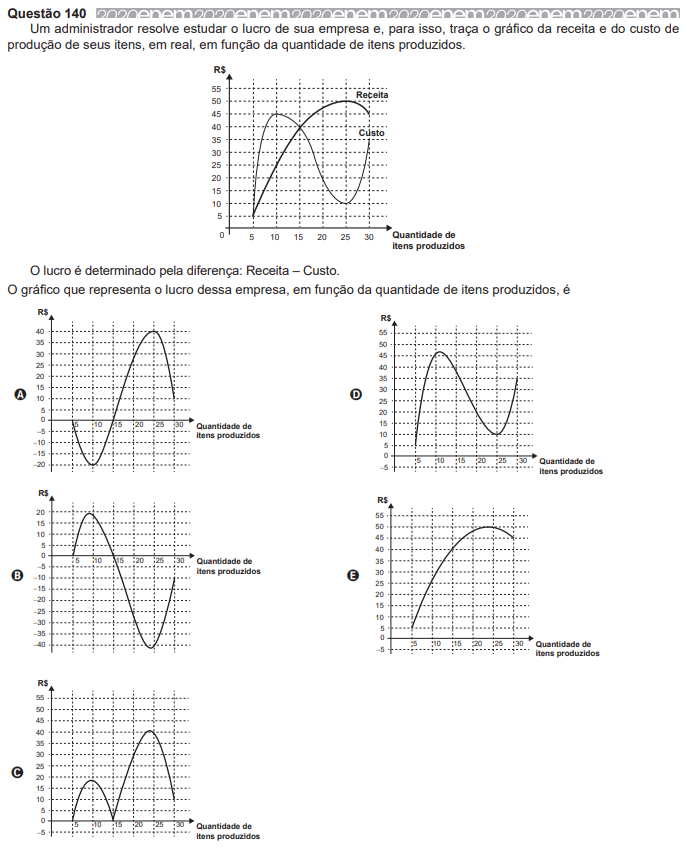 Questão 140
Um administrador resolve estudar o lucro de sua empresa e, para isso, traça o gráfico da receita e do custo de
produção de seus itens, em real, em função da quantidade de itens produzidos.
R$
55
50
45
40
35
30
25
20
15
10
5
0
5 10 15 20 25 30
Receita
Custo
Quantidade de
itens produzidos
O lucro é determinado pela diferença: Receita – Custo.
O gráfico que representa o lucro dessa empresa, em função da quantidade de itens produzidos, é
A
R$
40
35
30
25
20
15
10
5
0
–5
–10
–15
–20
5 10 15 20 25 30
Quantidade de
itens produzidos
B
R$
20
15
10
5
0
–5
–10
–15
–20
–25
–30
–35
–40
5 10 15 20 25 30
Quantidade de
itens produzidos
C
R$
55
50
45
40
35
30
25
20
15
10
5
0
–5
5 10 15 20 25 30
Quantidade de
itens produzidos
D
R$
55
50
45
40
35
30
25
20
15
10
5
0
–5
5 10 15 20 25 30
Quantidade de
itens produzidos
E
R$
55
50
45
40
35
30
25
20
15
10
5
0
–5
5 10 15 20 25 30
Quantidade de
itens produzidos